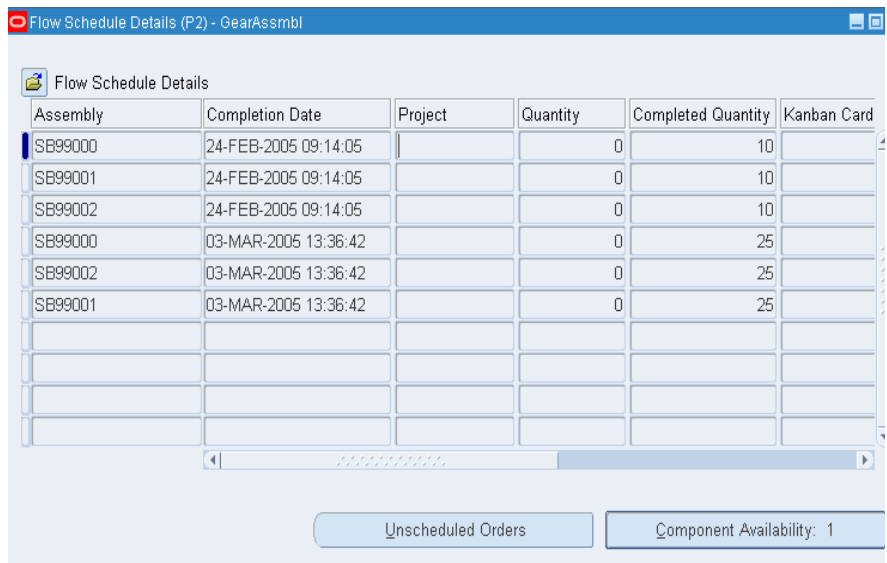 Flow Schedule Details (P2) - GearAssmbl
Flow Schedule Details
Assembly Completion Date Project Quantity Completed Quantity Kanban Card
SB99000 24-FEB-2005 09:14:05 0 10
SB99001 24-FEB-2005 09:14:05 0 10
SB99002 24-FEB-2005 09:14:05 0 10
SB99000 03-MAR-2005 13:36:42 0 25
SB99002 03-MAR-2005 13:36:42 0 25
SB99001 03-MAR-2005 13:36:42 0 25
Unscheduled Orders Component Availability: 1